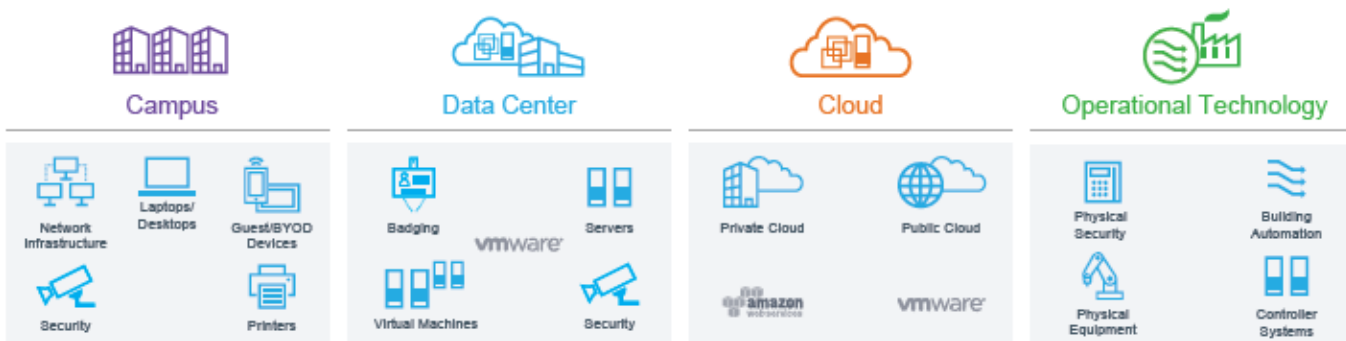 Campus
Data Center
Cloud
Operational Technology
Network
Infrastructure
Laptops/
Desktops
Guest/BYOD
Devices
Security
Printers
Badging
vmware
Servers
Virtual Machines
Security
Private Cloud
Public Cloud
amazon
webservices
vmware
Physical
Security
Building
Automation
Physical
Equipment
Controller
Systems